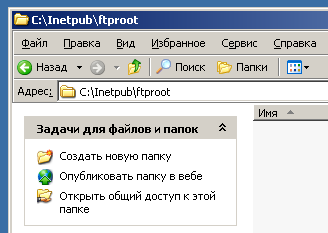 C:\Inetpub\ftproot
Файл Правка Вид Избранное Сервис Справка
Назад Поиск Папки
Адрес: C:\Inetpub\ftproot
Имя
Задачи для файлов и папок
Создать новую папку
Опубликовать папку в вебе
Открыть общий доступ к этой
папке